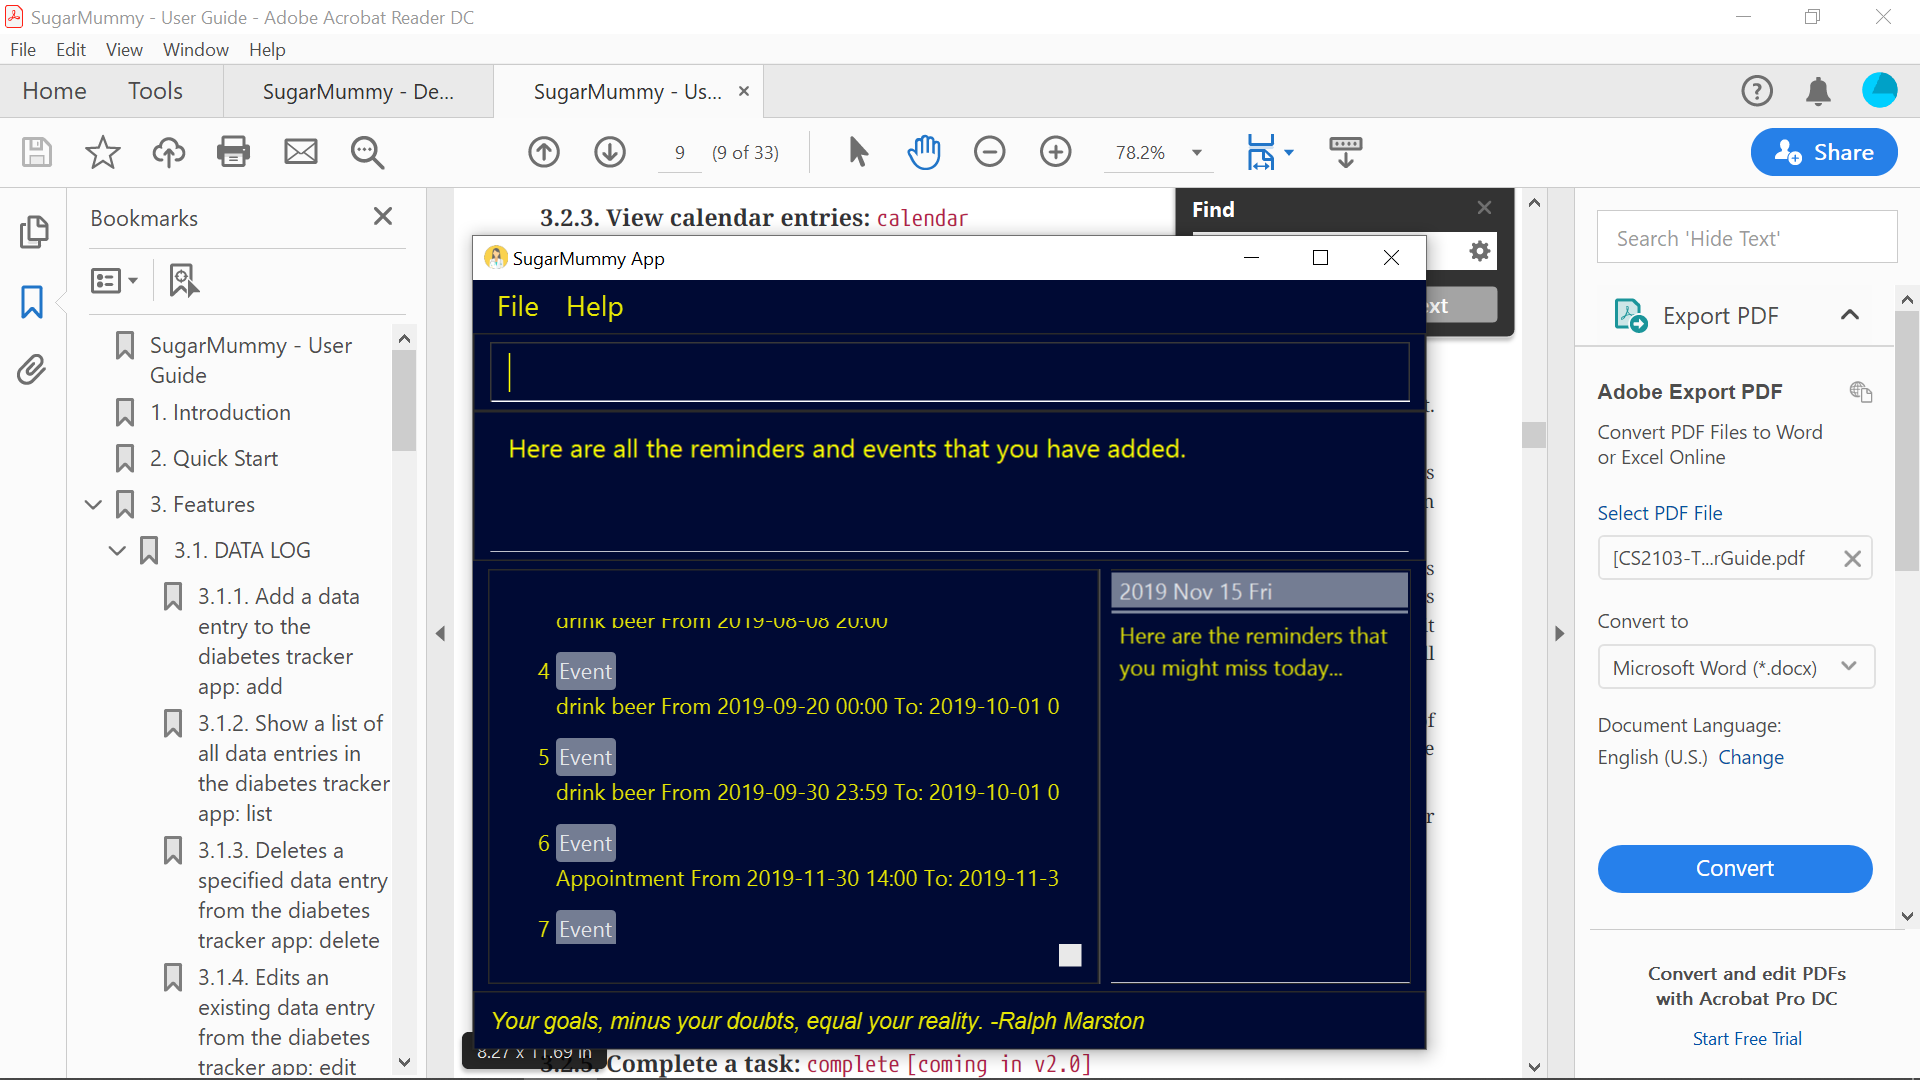 SugarMummy - User Guide - Adobe Acrobat Reader DC
File Edit View Window Help
Home Tools SugarMummy - De... SugarMummy - Us...
9 (9 of 33) 78.2% Share
Bookmarks
SugarMummy - User
Guide
1. Introduction
2. Quick Start
3. Features
3.1. DATA LOG
3.1.1. Add a data
entry to the
diabetes tracker
app: add
3.1.2. Show a list of
all data entries in
the diabetes tracker
app: list
3.1.3. Deletes a
specified data entry
from the diabetes
tracker app: delete
3.1.4. Edits an
existing data entry
from the diabetes
tracker app: edit
3.2.3. View calendar entries: calendar
Find
xt
SugarMummy App
File Help
Here are all the reminders and events that you have added.
drink beer From 2019-08-08 20:00
4 Event
drink beer From 2019-09-20 00:00 To: 2019-10-01 0
5 Event
drink beer From 2019-09-30 23:59 To: 2019-10-01 0
6 Event
Appointment From 2019-11-30 14:00 To: 2019-11-3
7 Event
2019 Nov 15 Fri
Here are the reminders that
you might miss today...
Your goals, minus your doubts, equal your reality. -Ralph Marston
8.27 x 11.69 in
3.2.5. Complete a task: complete [coming in v2.0]
Search 'Hide Text'
Export PDF
Adobe Export PDF
Convert PDF Files to Word
or Excel Online
Select PDF File
[CS2103-T...rGuide.pdf
Convert to
Microsoft Word (*.docx)
Document Language:
English (U.S.) Change
Convert
Convert and edit PDFs
with Acrobat Pro DC
Start Free Trial